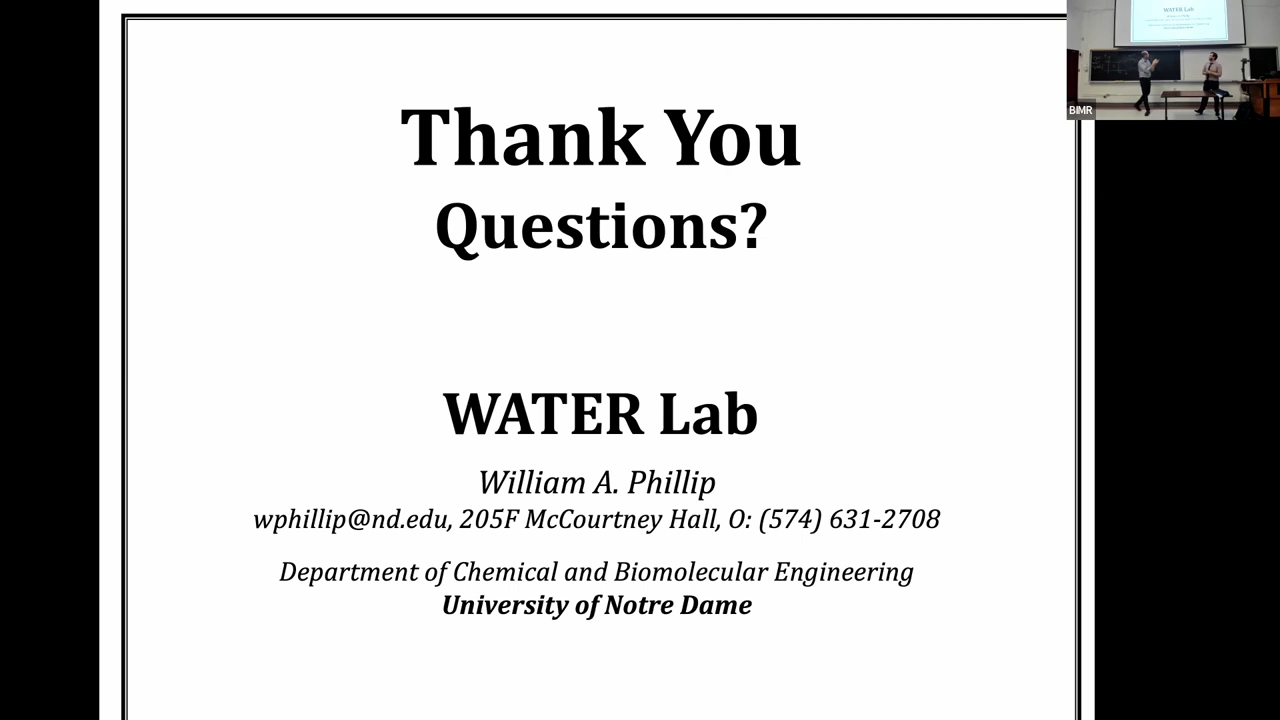 Thank You
Questions?
WATER Lab
William A. Phillip
wphillip@nd.edu, 205F McCourtney Hall, O: (574) 631-2708
Department of Chemical and Biomolecular Engineering
University of Notre Dame
WATER Lab
BIMR